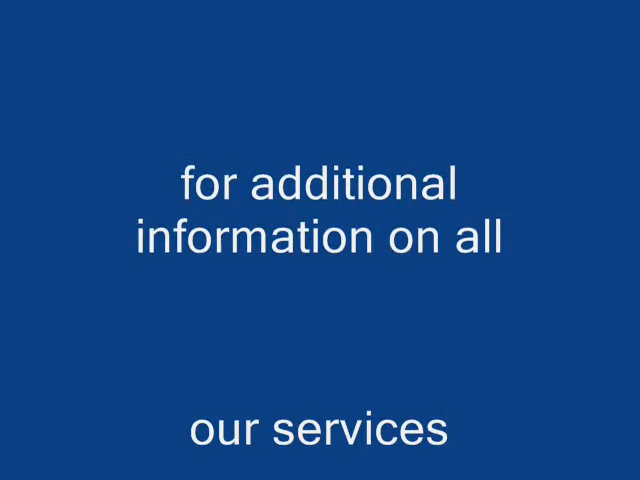 for additional
information on all
our services